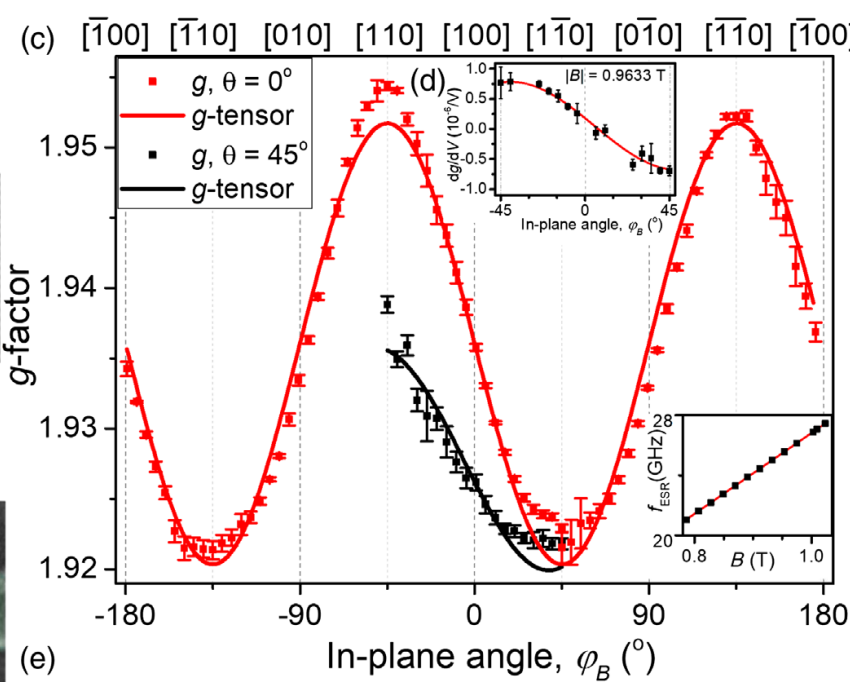 (c) [1̅00] [1̅10] [010] [110] [100] [11̅0] [01̅0] [1̅1̅0] [1̅00]
g, θ = 0°
g-tensor
g, θ = 45°
g-tensor
(d)
|B| = 0.9633 T
1.0
0.5
0.0
-0.5
-1.0
dg/dV (10⁻⁶/V)
-45 0 45
In-plane angle, φB (°)
1.95
1.94
1.93
1.92
g-factor
28
20
fESR(GHz)
0.8 1.0
B (T)
-180 -90 0 90 180
(e) In-plane angle, φB (°)